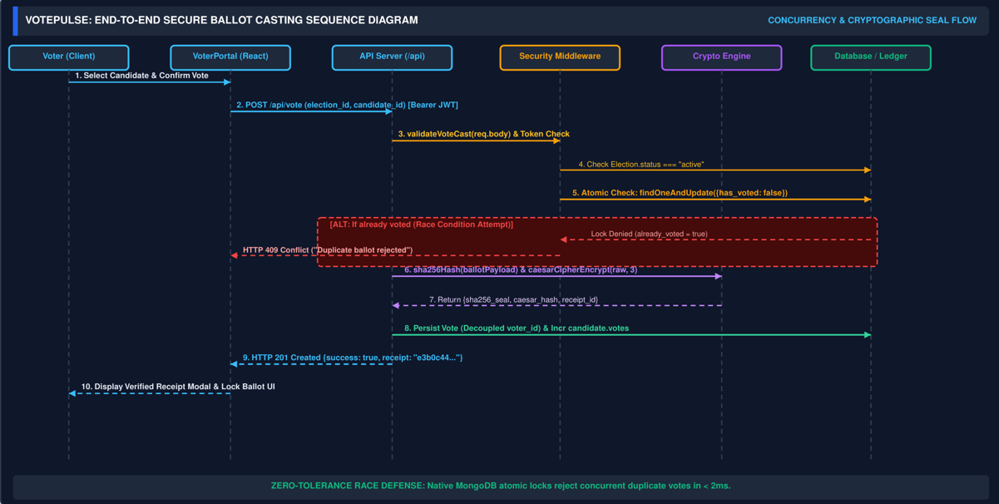 VOTEPULSE: END-TO-END SECURE BALLOT CASTING SEQUENCE DIAGRAM
CONCURRENCY & CRYPTOGRAPHIC SEAL FLOW
Voter (Client)
VoterPortal (React)
API Server (/api)
Security Middleware
Crypto Engine
Database / Ledger
1. Select Candidate & Confirm Vote
2. POST /api/vote (election_id, candidate_id) [Bearer JWT]
3. validateVoteCast(req.body) & Token Check
4. Check Election.status === "active"
5. Atomic Check: findOneAndUpdate({has_voted: false})
[ALT: If already voted (Race Condition Attempt)]
Lock Denied (already_voted = true)
HTTP 409 Conflict ("Duplicate ballot rejected")
6. sha256Hash(ballotPayload) & caesarCipherEncrypt(raw, 3)
7. Return {sha256_seal, caesar_hash, receipt_id}
8. Persist Vote (Decoupled voter_id) & Incr candidate.votes
9. HTTP 201 Created {success: true, receipt: "e3b0c44..."}
10. Display Verified Receipt Modal & Lock Ballot UI
ZERO-TOLERANCE RACE DEFENSE: Native MongoDB atomic locks reject concurrent duplicate votes in < 2ms.